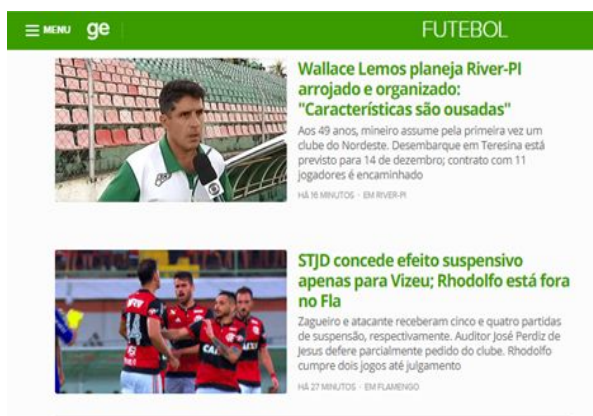 MENU ge FUTEBOL
Wallace Lemos planeja River-PI
arrojado e organizado:
"Características são ousadas"
Aos 49 anos, mineiro assume pela primeira vez um
clube do Nordeste. Desembarque em Teresina está
previsto para 14 de dezembro; contrato com 11
jogadores é encaminhado
HÁ 16 MINUTOS - EM RIVER-PI
STJD concede efeito suspensivo
apenas para Vizeu; Rhodolfo está fora
no Fla
Zagueiro e atacante receberam cinco e quatro partidas
de suspensão, respectivamente. Auditor José Perdiz de
Jesus defere parcialmente pedido do clube. Rhodolfo
cumpre dois jogos até julgamento
HÁ 27 MINUTOS - EM FLAMENGO